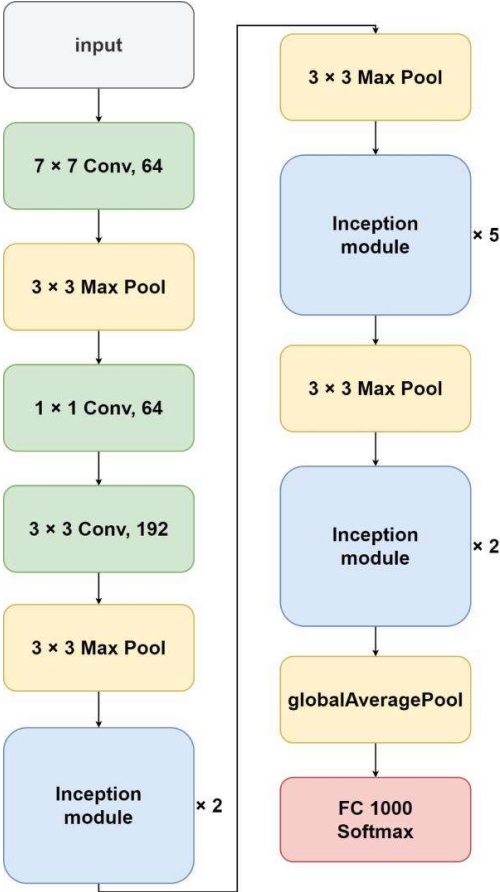 input
7 × 7 Conv, 64
3 × 3 Max Pool
1 × 1 Conv, 64
3 × 3 Conv, 192
3 × 3 Max Pool
Inception
module
× 2
3 × 3 Max Pool
Inception
module
× 5
3 × 3 Max Pool
Inception
module
× 2
globalAveragePool
FC 1000
Softmax